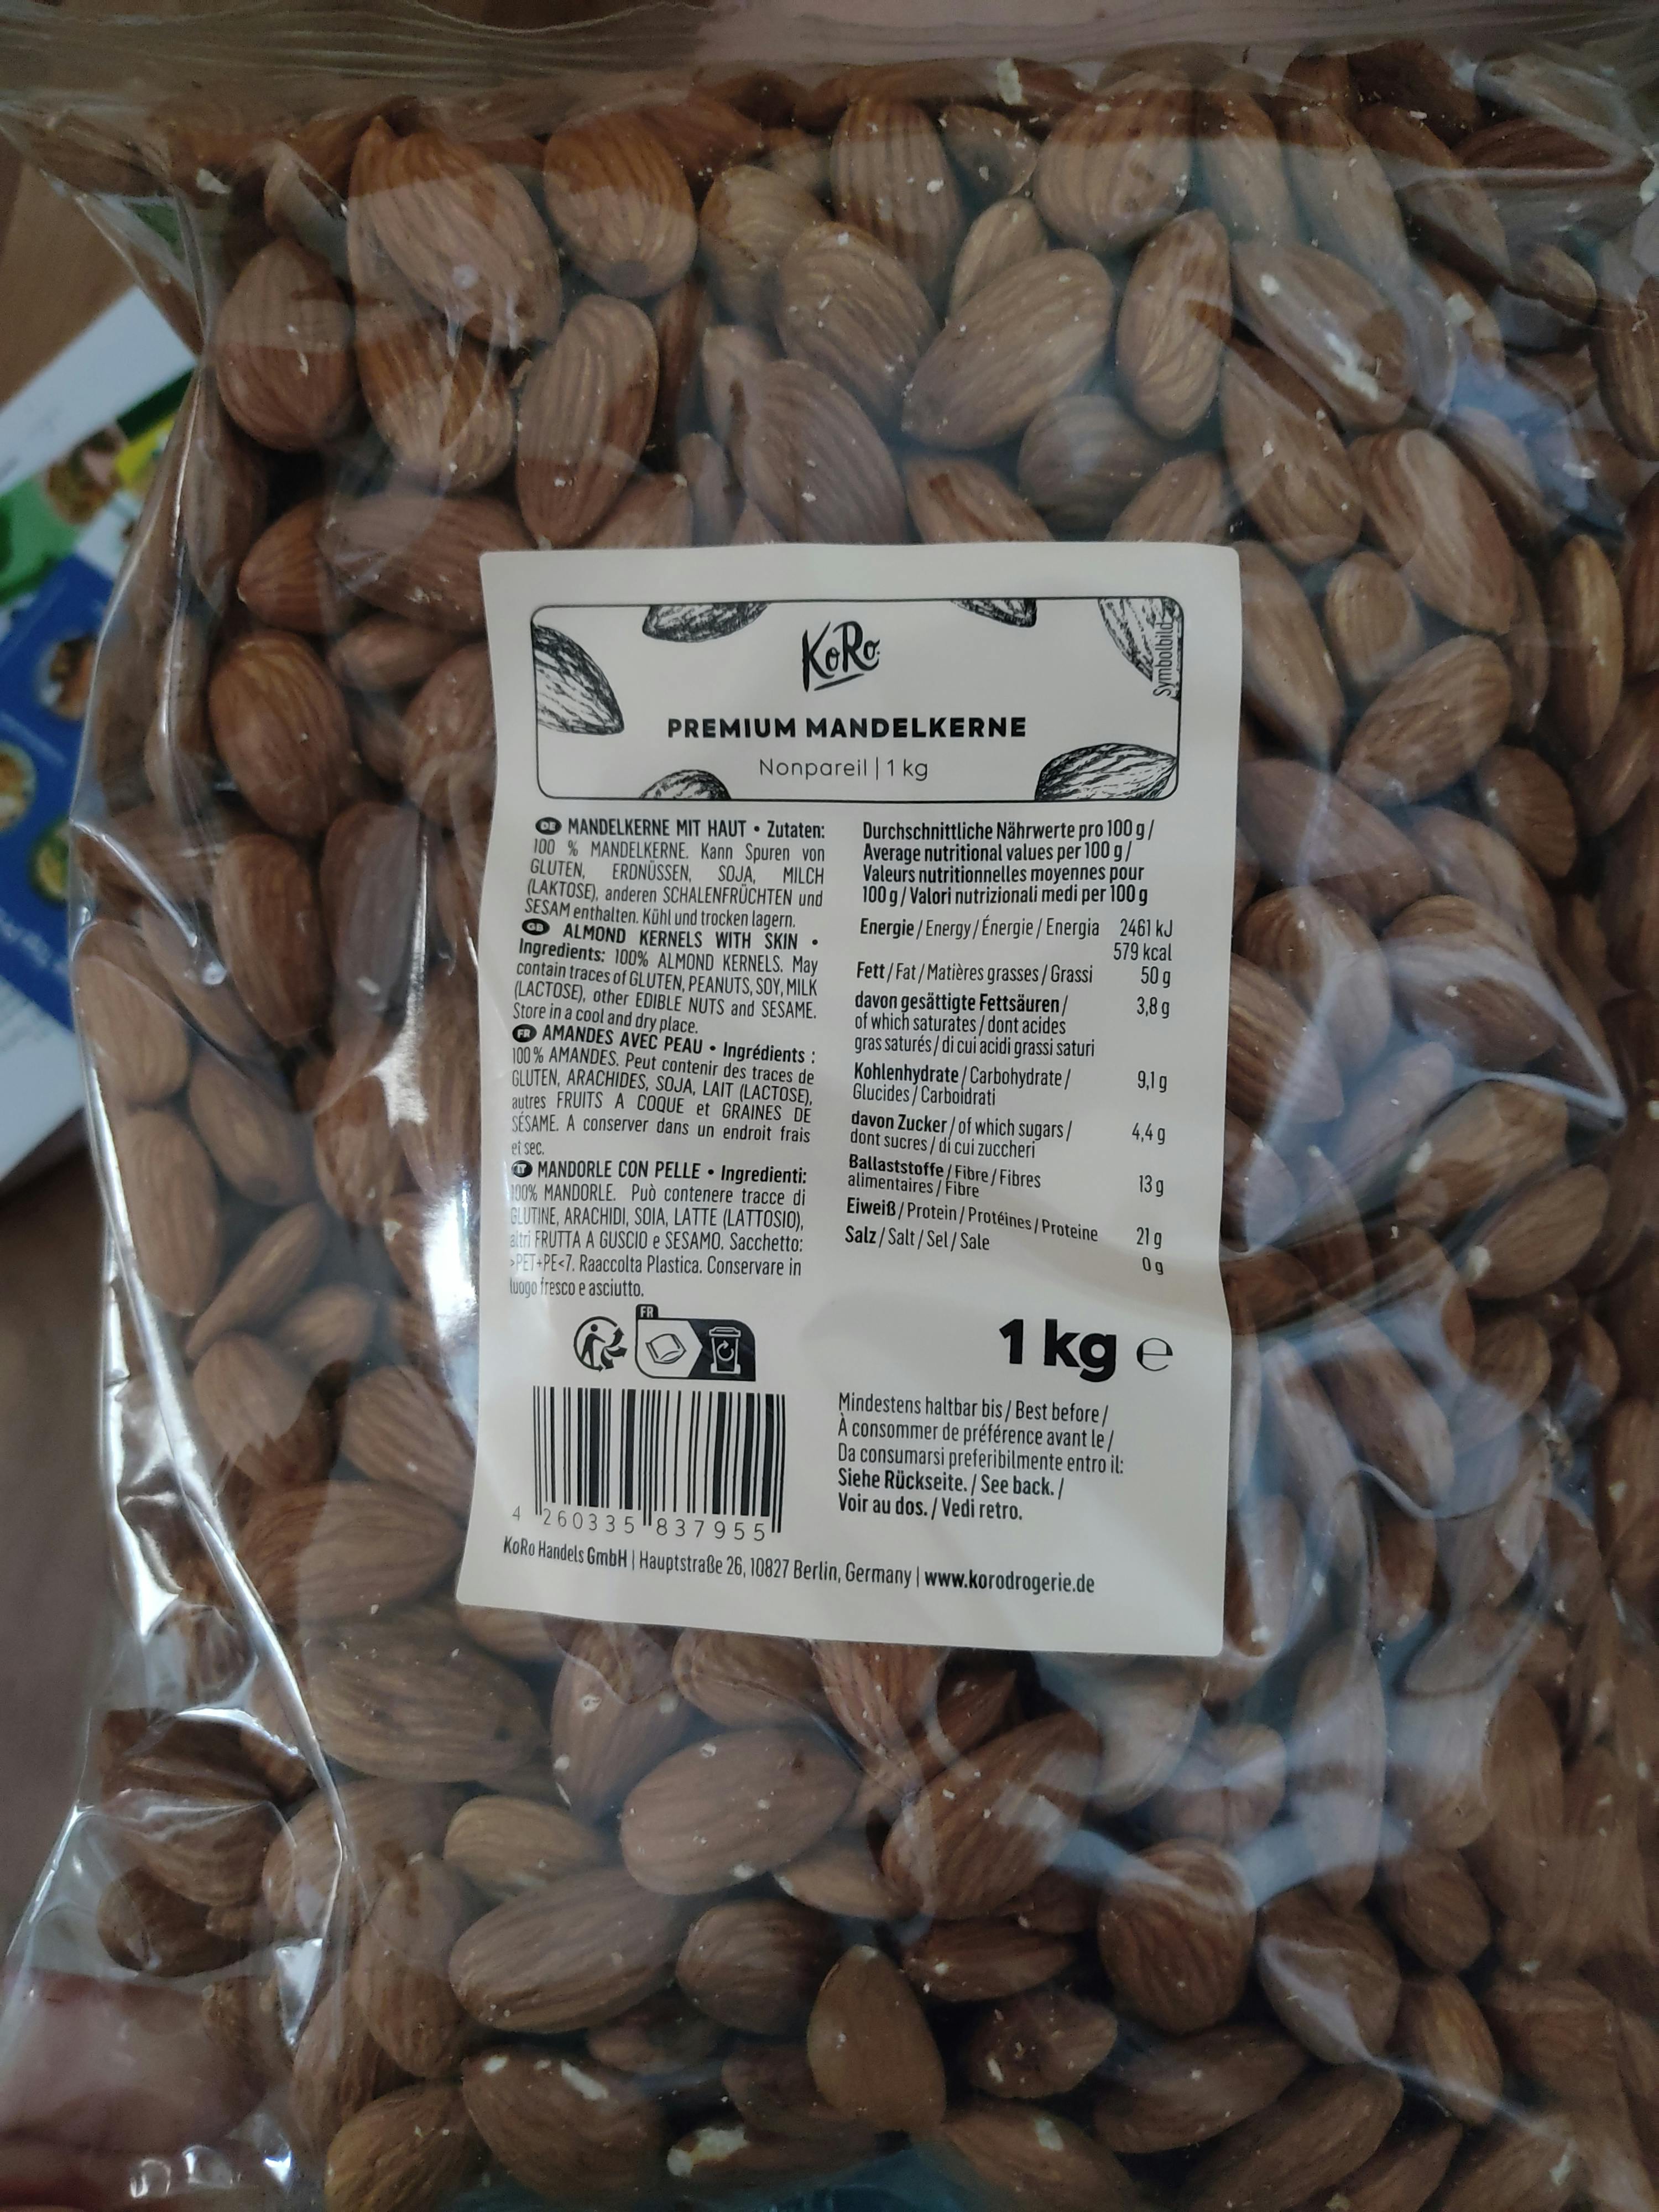 KoRo
Symbolbild
PREMIUM MANDELKERNE
Nonpareil | 1 kg
DE MANDELKERNE MIT HAUT • Zutaten:
100 % MANDELKERNE. Kann Spuren von
GLUTEN, ERDNÜSSEN, SOJA, MILCH
(LAKTOSE), anderen SCHALENFRÜCHTEN und
SESAM enthalten. Kühl und trocken lagern.
GB ALMOND KERNELS WITH SKIN •
Ingredients: 100% ALMOND KERNELS. May
contain traces of GLUTEN, PEANUTS, SOY, MILK
(LACTOSE), other EDIBLE NUTS and SESAME.
Store in a cool and dry place.
FR AMANDES AVEC PEAU • Ingrédients :
100% AMANDES. Peut contenir des traces de
GLUTEN, ARACHIDES, SOJA, LAIT (LACTOSE),
autres FRUITS A COQUE et GRAINES DE
SÉSAME. A conserver dans un endroit frais
et sec.
IT MANDORLE CON PELLE • Ingredienti:
100% MANDORLE. Può contenere tracce di
GLUTINE, ARACHIDI, SOIA, LATTE (LATTOSIO),
altri FRUTTA A GUSCIO e SESAMO. Sacchetto:
>PET+PE<7. Raaccolta Plastica. Conservare in
luogo fresco e asciutto.
Durchschnittliche Nährwerte pro 100 g /
Average nutritional values per 100 g /
Valeurs nutritionnelles moyennes pour
100 g / Valori nutrizionali medi per 100 g
Energie / Energy / Énergie / Energia 2461 kJ
579 kcal
Fett / Fat / Matières grasses / Grassi 50 g
davon gesättigte Fettsäuren / 3,8 g
of which saturates / dont acides
gras saturés / di cui acidi grassi saturi
Kohlenhydrate / Carbohydrate / 9,1 g
Glucides / Carboidrati
davon Zucker / of which sugars / 4,4 g
dont sucres / di cui zuccheri
Ballaststoffe / Fibre / Fibres 13 g
alimentaires / Fibre
Eiweiß / Protein / Protéines / Proteine 21 g
Salz / Salt / Sel / Sale 0 g
FR
1 kg e
4 260335 837955
Mindestens haltbar bis / Best before /
À consommer de préférence avant le /
Da consumarsi preferibilmente entro il:
Siehe Rückseite. / See back. /
Voir au dos. / Vedi retro.
KoRo Handels GmbH | Hauptstraße 26, 10827 Berlin, Germany | www.korodrogerie.de